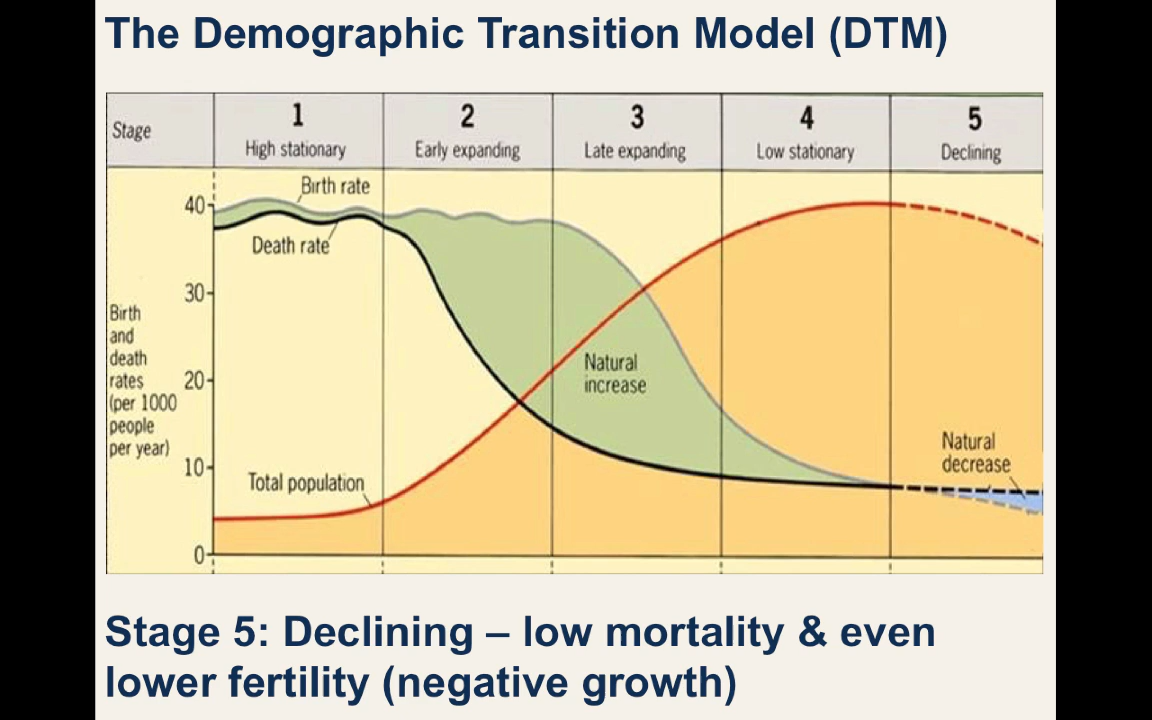 The Demographic Transition Model (DTM)
Stage
1
High stationary
2
Early expanding
3
Late expanding
4
Low stationary
5
Declining
Birth rate
40
Death rate
30
Birth
and
death
rates
(per 1000
people
per year)
20
Natural
increase
10
Natural
decrease
Total population
0
Stage 5: Declining – low mortality & even
lower fertility (negative growth)